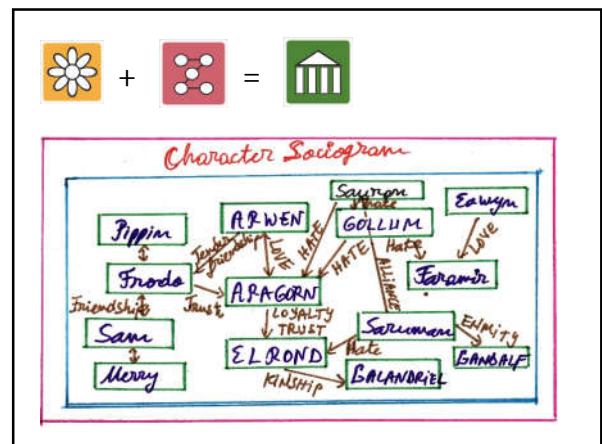 + =
Character Sociogram
Sauron
hate
Eowyn
Pippin
ARWEN
GOLLUM
Tender friendship
LOVE
HATE
HATE
Hate
LOVE
Frodo
ARAGORN
ALLIANCE
Faramir
Friendship
Trust
LOYALTY
TRUST
Saruman
ENMITY
Sam
ELROND
Hate
GANDALF
Merry
KINSHIP
GALANDRIEL